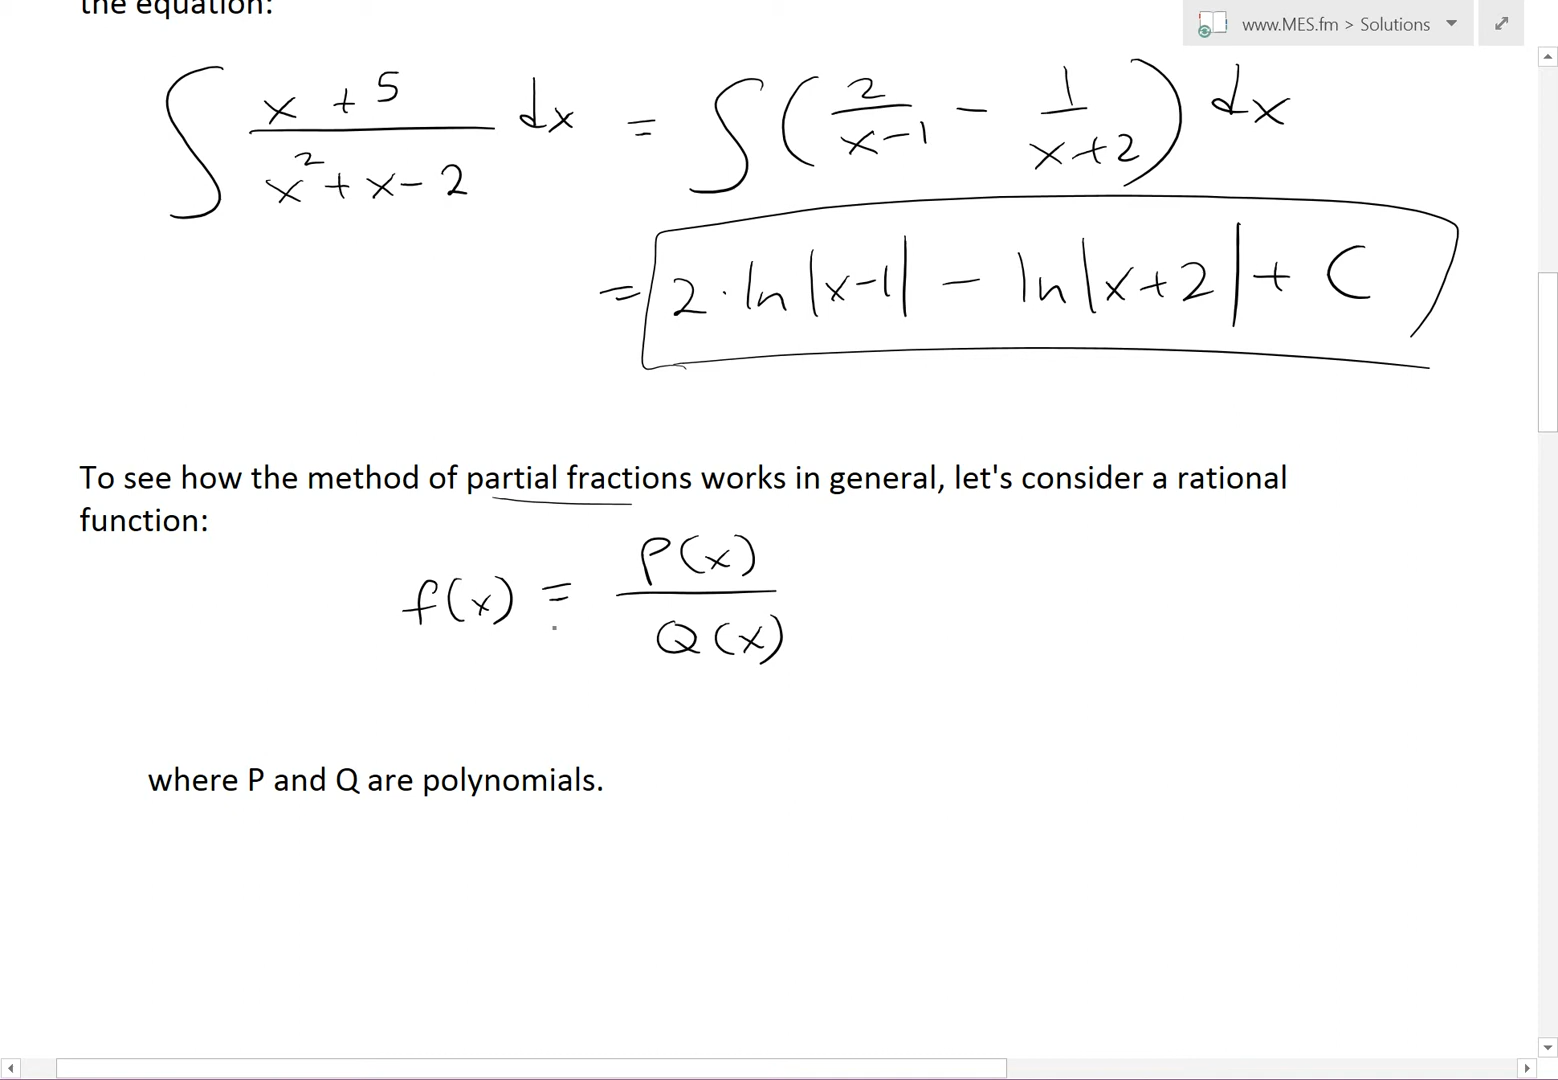 the equation:
www.MES.fm > Solutions
∫ x + 5 / x² + x - 2 dx = ∫ ( 2 / x-1 - 1 / x+2 ) dx
= 2 · ln|x-1| - ln|x+2| + C
To see how the method of partial fractions works in general, let's consider a rational
function:
f(x) = P(x) / Q(x)
where P and Q are polynomials.